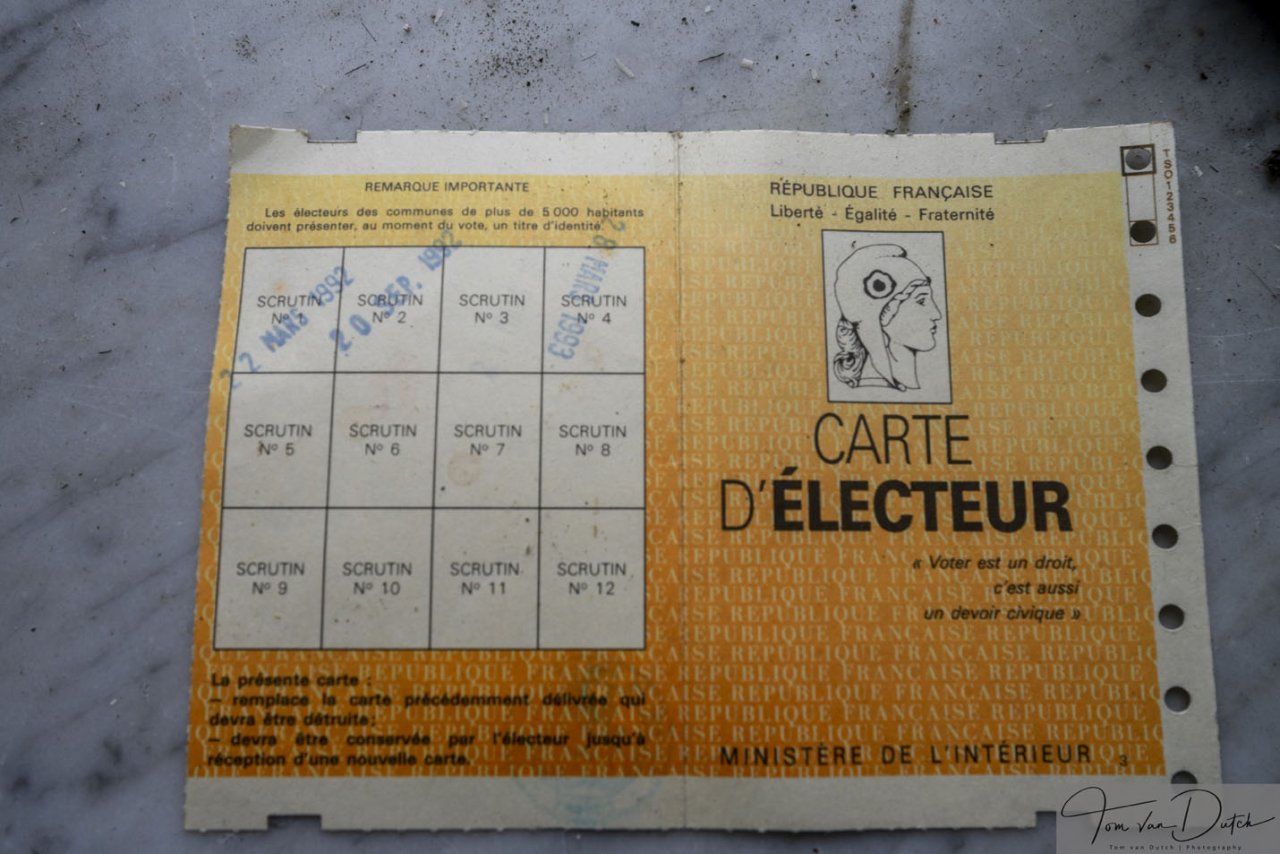 REMARQUE IMPORTANTE
Les électeurs des communes de plus de 5 000 habitants
doivent présenter, au moment du vote, un titre d'identité.
SCRUTIN
Nº 1
22 MARS 1992
SCRUTIN
Nº 2
20 SEP. 1992
SCRUTIN
Nº 3
SCRUTIN
Nº 4
28 MARS 1993
SCRUTIN
Nº 5
SCRUTIN
Nº 6
SCRUTIN
Nº 7
SCRUTIN
Nº 8
SCRUTIN
Nº 9
SCRUTIN
Nº 10
SCRUTIN
Nº 11
SCRUTIN
Nº 12
La présente carte :
– remplace la carte précédemment délivrée qui
devra être détruite;
– devra être conservée par l'électeur jusqu'à
réception d'une nouvelle carte.
RÉPUBLIQUE FRANÇAISE
Liberté - Égalité - Fraternité
CARTE
D'ÉLECTEUR
« Voter est un droit,
c'est aussi
un devoir civique »
MINISTÈRE DE L'INTÉRIEUR 3
TSO123456
Tom van Dutch
Tom van Dutch | Photography